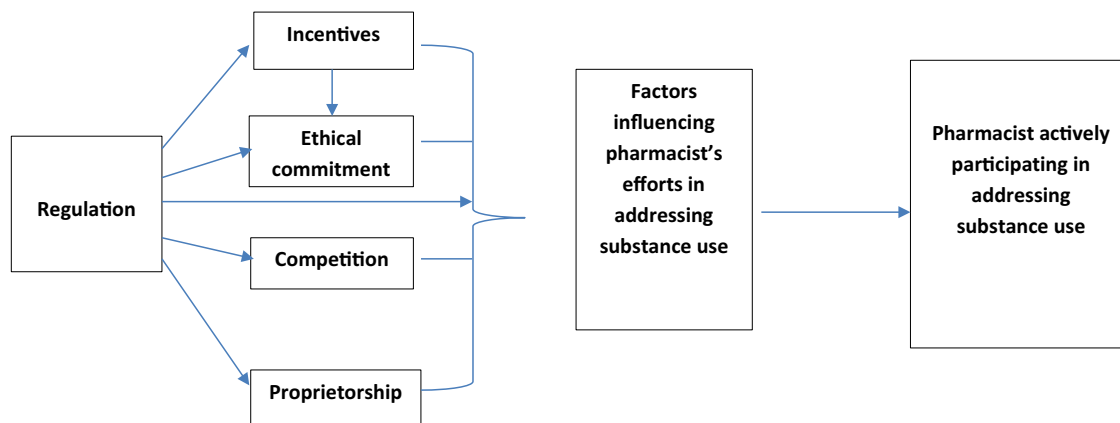 Incentives
Ethical
commitment
Regulation
Competition
Proprietorship
Factors
influencing
pharmacist’s
efforts in
addressing
substance use
Pharmacist actively
participating in
addressing
substance use